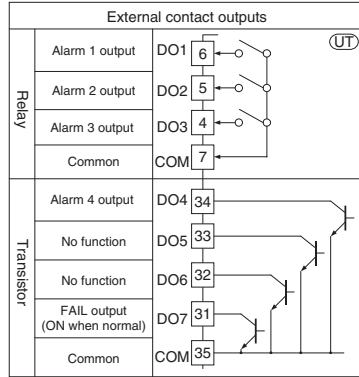 External contact outputs
UT
Relay
Alarm 1 output DO1 6
Alarm 2 output DO2 5
Alarm 3 output DO3 4
Common COM 7
Transistor
Alarm 4 output DO4 34
No function DO5 33
No function DO6 32
FAIL output
(ON when normal) DO7 31
Common COM 35